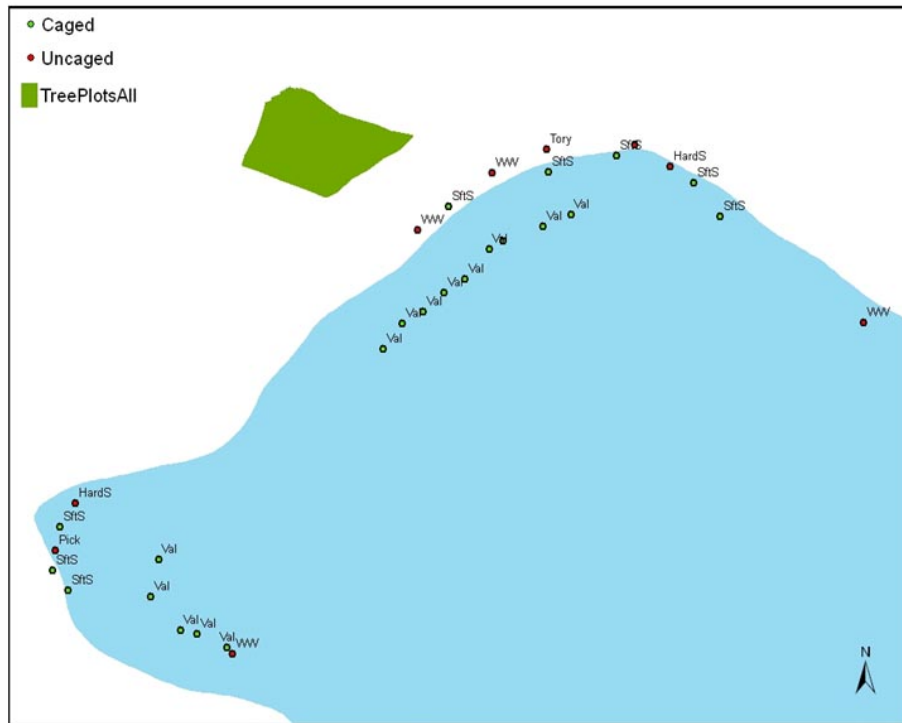 Caged
Uncaged
TreePlotsAll
Tory
SftS
HardS
WW
SftS
SftS
SftS
SftS
WW
Val
Val
Val
Val
Val
Val
Val
Val
WW
HardS
SftS
Pick
SftS
SftS
Val
Val
Val Val
Val
WW
N